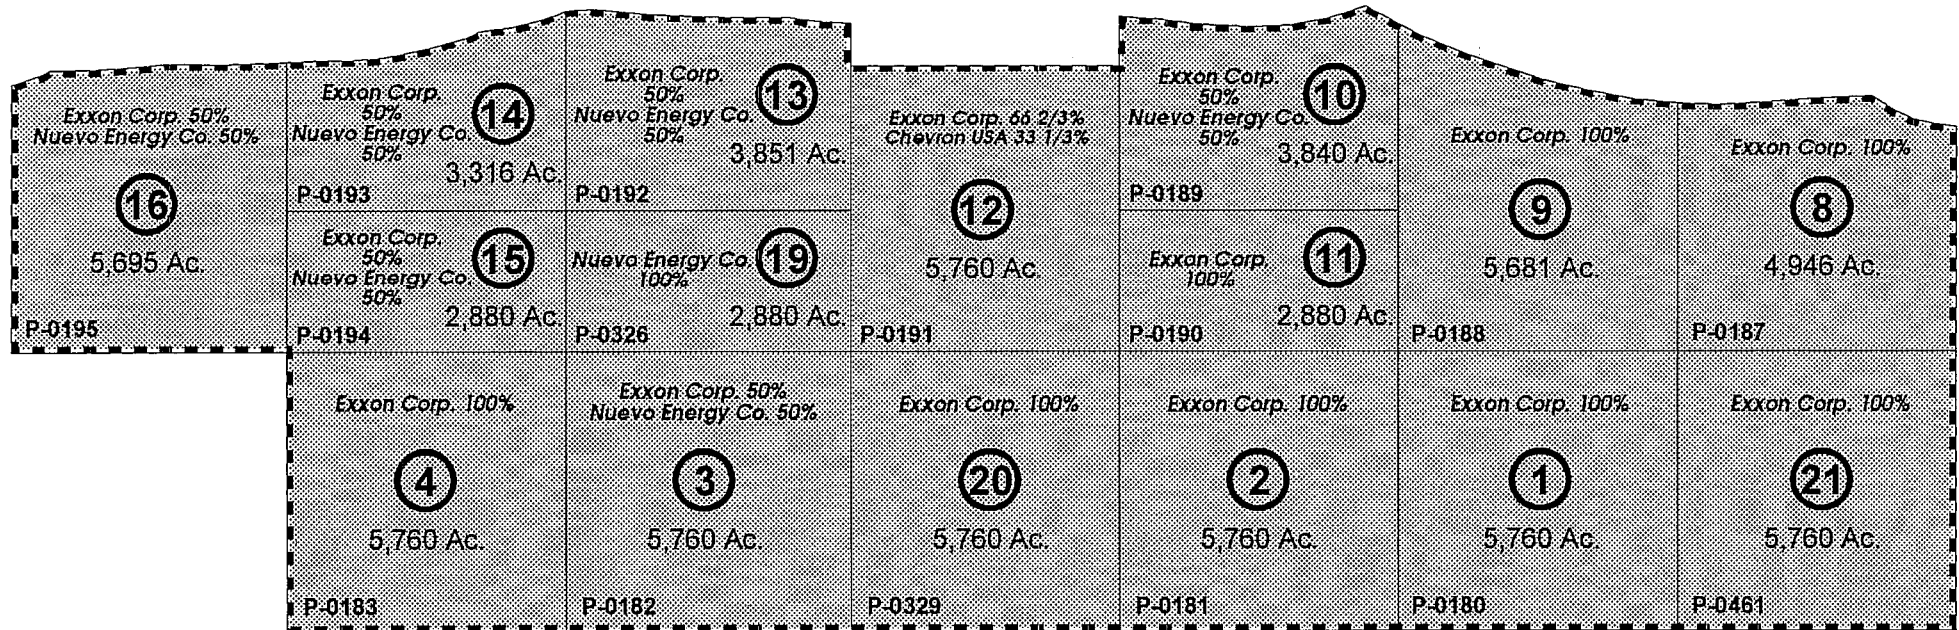 Exxon Corp. 50%
Nuevo Energy Co. 50%
16
5,695 Ac.
P-0195
Exxon Corp.
50%
Nuevo Energy Co.
50%
14
3,316 Ac.
P-0193
Exxon Corp.
50%
Nuevo Energy Co.
50%
13
3,851 Ac.
P-0192
Exxon Corp. 66 2/3%
Chevron USA 33 1/3%
12
5,760 Ac.
P-0191
Exxon Corp.
50%
Nuevo Energy Co.
50%
10
3,840 Ac.
P-0189
Exxon Corp. 100%
9
5,681 Ac.
P-0188
Exxon Corp. 100%
8
4,946 Ac.
P-0187
Exxon Corp.
50%
Nuevo Energy Co.
50%
15
2,880 Ac.
P-0194
Nuevo Energy Co.
100%
19
2,880 Ac.
P-0326
Exxon Corp.
100%
11
2,880 Ac.
P-0190
Exxon Corp. 100%
4
5,760 Ac.
P-0183
Exxon Corp. 50%
Nuevo Energy Co. 50%
3
5,760 Ac.
P-0182
Exxon Corp. 100%
20
5,760 Ac.
P-0329
Exxon Corp. 100%
2
5,760 Ac.
P-0181
Exxon Corp. 100%
1
5,760 Ac.
P-0180
Exxon Corp. 100%
21
5,760 Ac.
P-0461